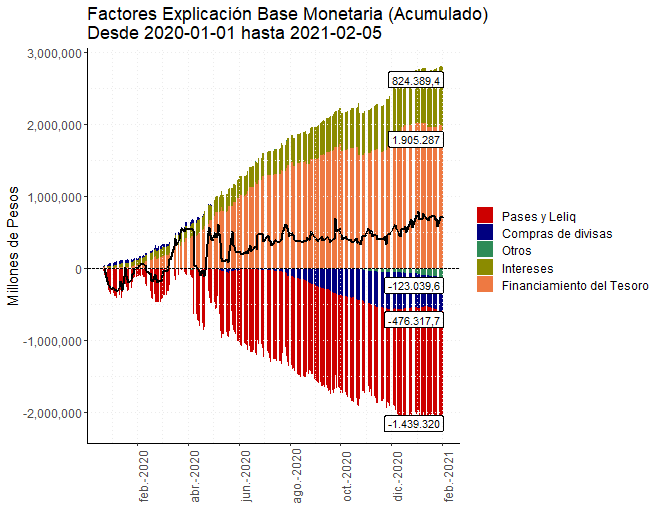 Factores Explicación Base Monetaria (Acumulado)
Desde 2020-01-01 hasta 2021-02-05
Millones de Pesos
3,000,000
2,000,000
1,000,000
0
-1,000,000
-2,000,000
824.389,4
1.905.287
-123.039,6
-476.317,7
-1.439.320
feb.-2020
abr.-2020
jun.-2020
ago.-2020
oct.-2020
dic.-2020
feb.-2021
Pases y Leliq
Compras de divisas
Otros
Intereses
Financiamiento del Tesoro